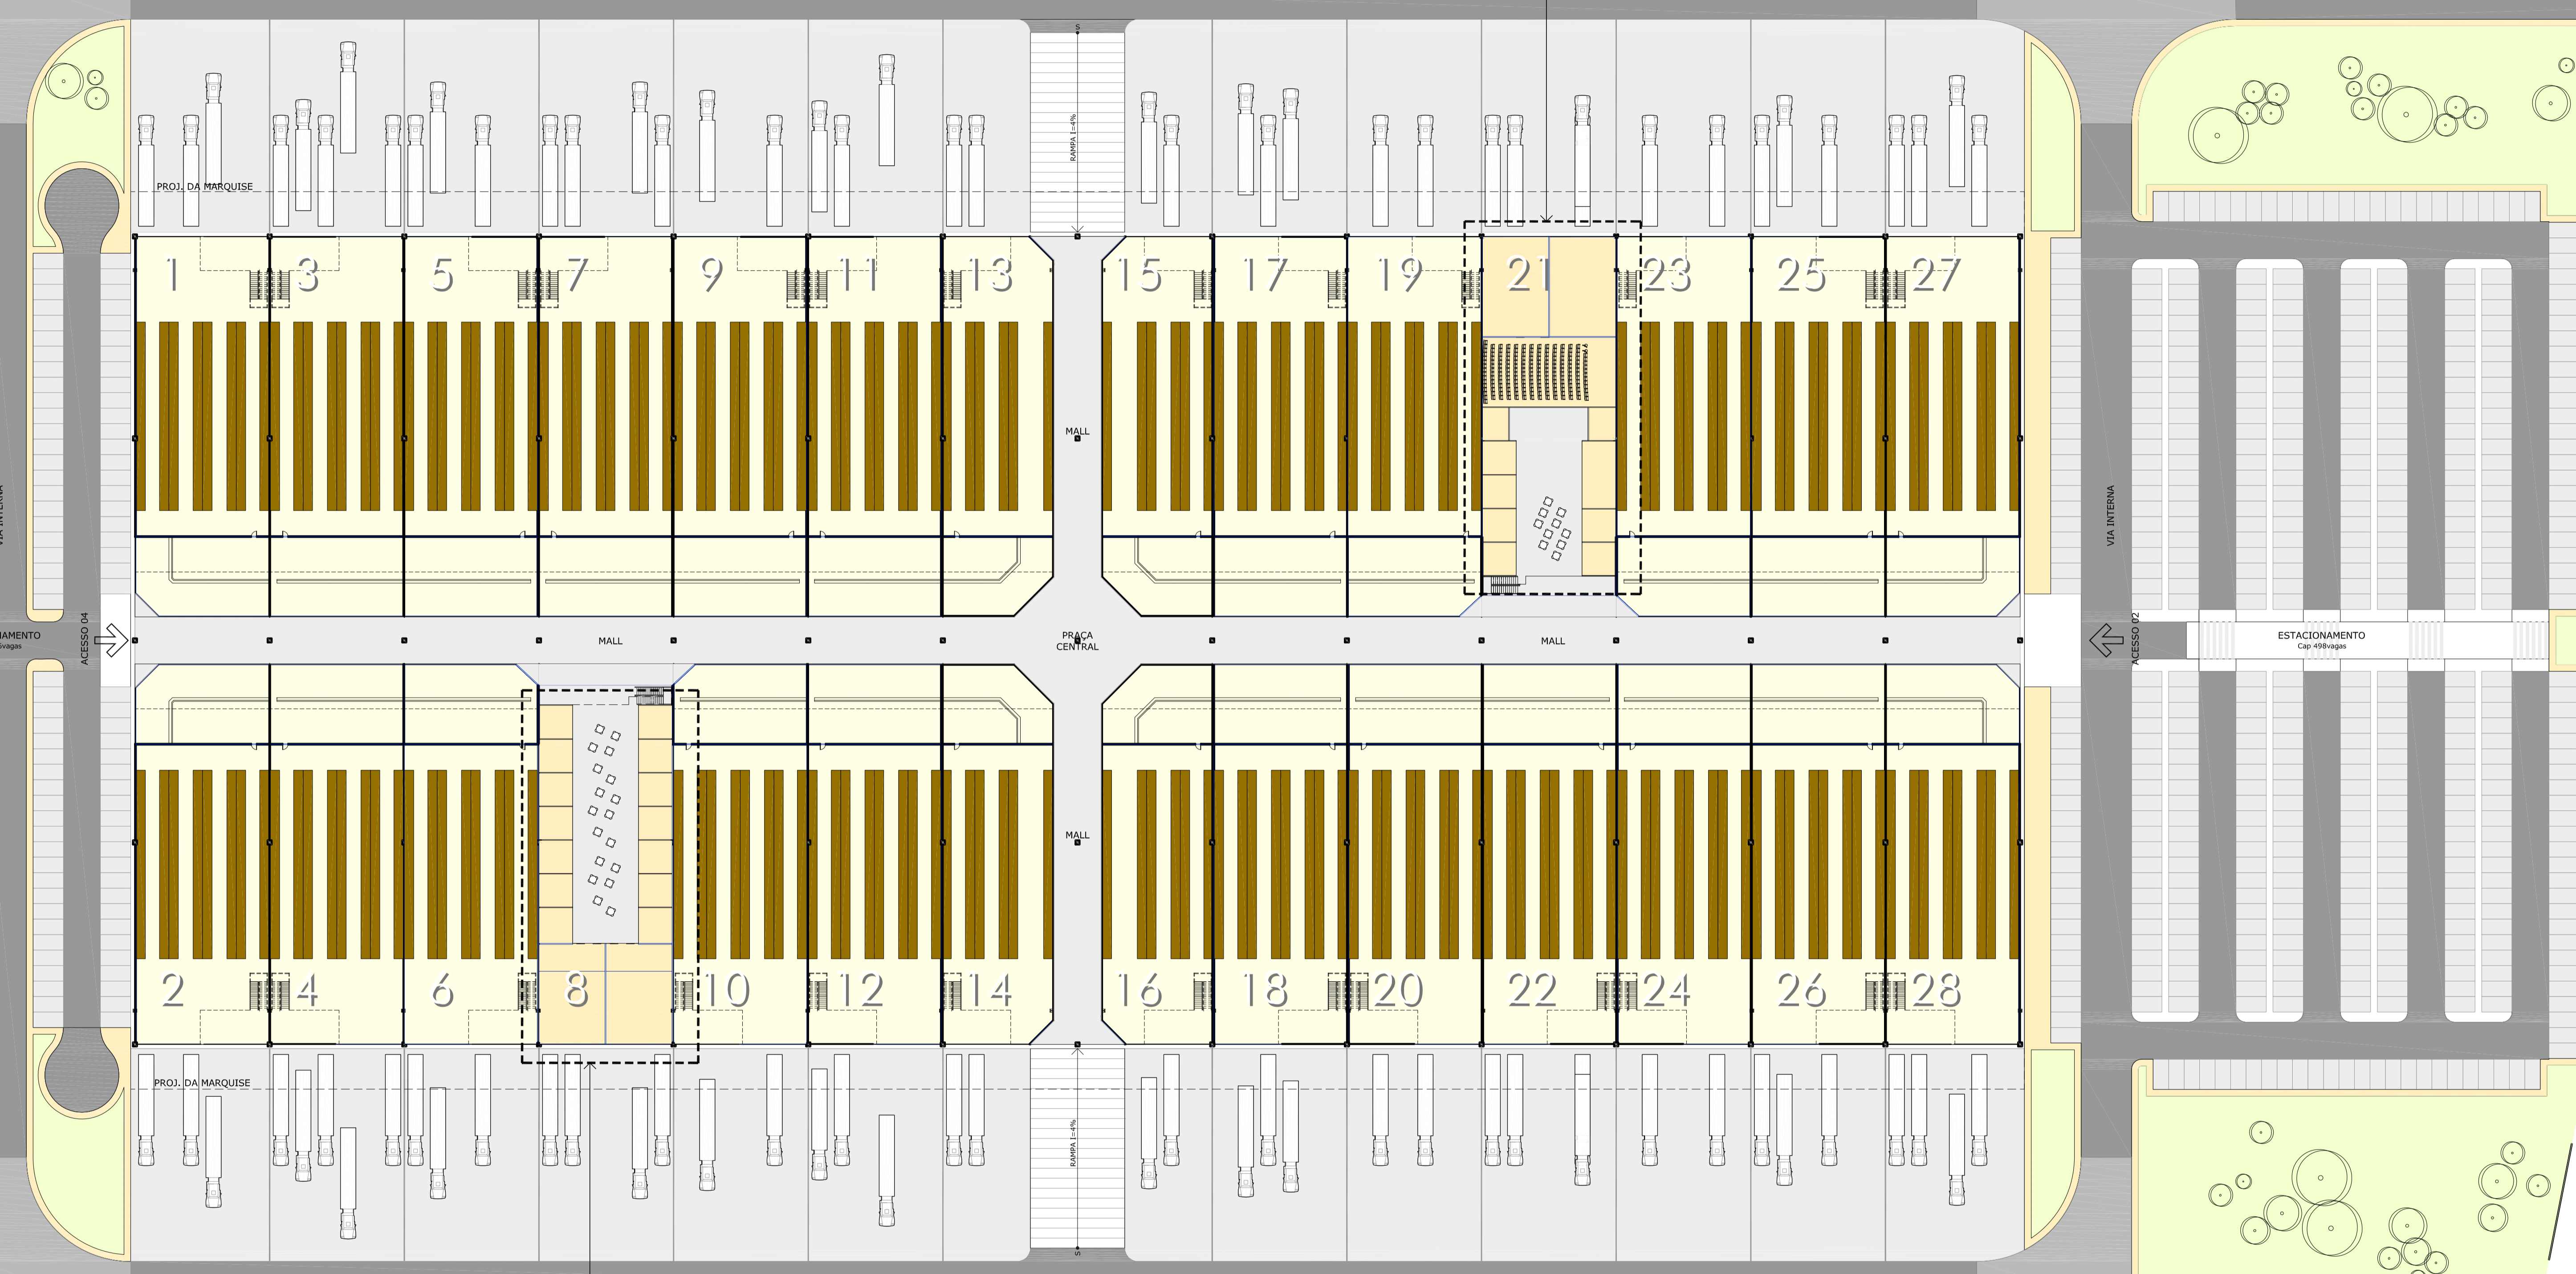 S
RAMPA I=4%
PROJ. DA MARQUISE
1
3
5
7
9
11
13
15
17
19
21
23
25
27
MALL
VIA INTERNA
VIA INTERNA
ACESSO 04
MALL
PRAÇA
CENTRAL
MALL
ACESSO 02
ESTACIONAMENTO
Cap 498vagas
NAMENTO
vagas
MALL
2
4
6
8
10
12
14
16
18
20
22
24
26
28
PROJ. DA MARQUISE
RAMPA I=4%
S